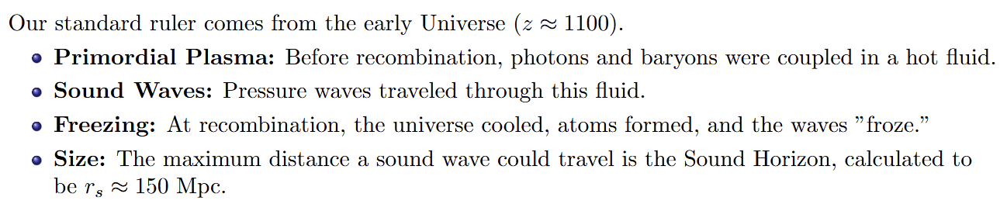 Our standard ruler comes from the early Universe (z ≈ 1100).
• Primordial Plasma: Before recombination, photons and baryons were coupled in a hot fluid.
• Sound Waves: Pressure waves traveled through this fluid.
• Freezing: At recombination, the universe cooled, atoms formed, and the waves ”froze.”
• Size: The maximum distance a sound wave could travel is the Sound Horizon, calculated to
be rₛ ≈ 150 Mpc.